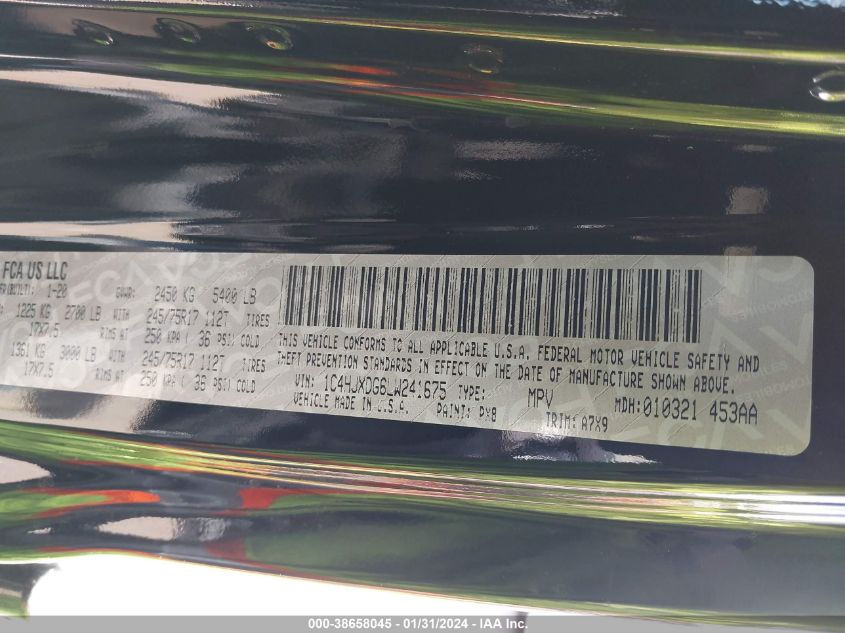 FCA US LLC
1-20 GVWR: 2450 KG 5400 LB
1225 KG 2700 LB WITH 245/75R17 112T TIRES
17X7.5 RIMS AT 250 KPA ( 36 PSI) COLD
1361 KG 3000 LB WITH 245/75R17 112T TIRES
17X7.5 RIMS AT 250 KPA ( 36 PSI) COLD
THIS VEHICLE CONFORMS TO ALL APPLICABLE U.S.A. FEDERAL MOTOR VEHICLE SAFETY AND
THEFT PREVENTION STANDARDS IN EFFECT ON THE DATE OF MANUFACTURE SHOWN ABOVE.
VIN: 1C4HJXDG6LW241675 TYPE: MPV MDH: 010321 453AA
VEHICLE MADE IN U.S.A. PAINT: PX8 TRIM: A7X9
000-38658045 - 01/31/2024 - IAA Inc.